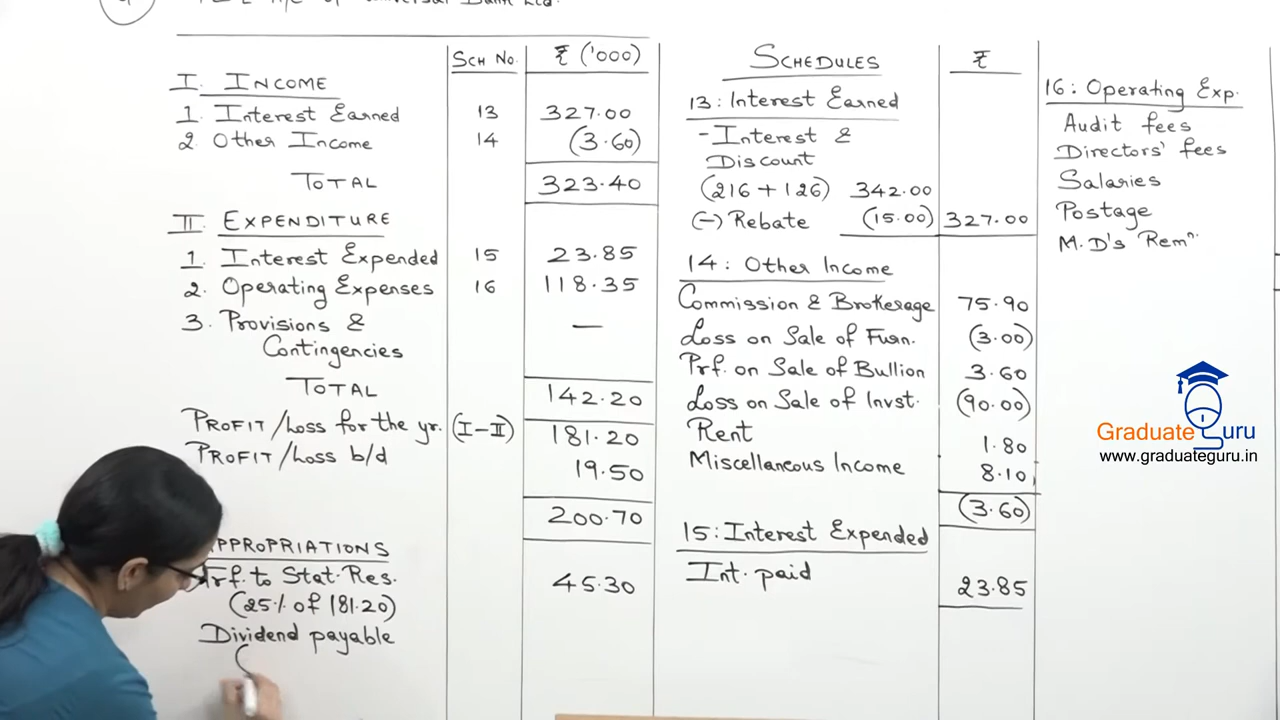 P & L A/c of Universal Bank Ltd.
SCH NO. ₹ ('000)
I. INCOME
1. Interest Earned 13 327.00
2. Other Income 14 (3.60)
TOTAL 323.40
II EXPENDITURE
1. Interest Expended 15 23.85
2. Operating Expenses 16 118.35
3. Provisions & —
Contingencies
TOTAL 142.20
PROFIT/LOSS for the yr. (I-II) 181.20
PROFIT/LOSS b/d 19.50
200.70
PPROPRIATIONS
Trf. to Stat. Res. 45.30
(25% of 181.20)
Dividend payable
(
SCHEDULES ₹
13: Interest Earned
- Interest &
Discount
(216 + 126) 342.00
(-) Rebate (15.00) 327.00
14: Other Income
Commission & Brokerage 75.90
Loss on Sale of Furn. (3.00)
Prf. on Sale of Bullion 3.60
Loss on Sale of Invst. (90.00)
Rent 1.80
Miscellaneous Income 8.10
(3.60)
15: Interest Expended
Int. paid 23.85
16: Operating Exp.
Audit fees
Directors' fees
Salaries
Postage
M.D's Remn.
Graduate Guru
www.graduateguru.in